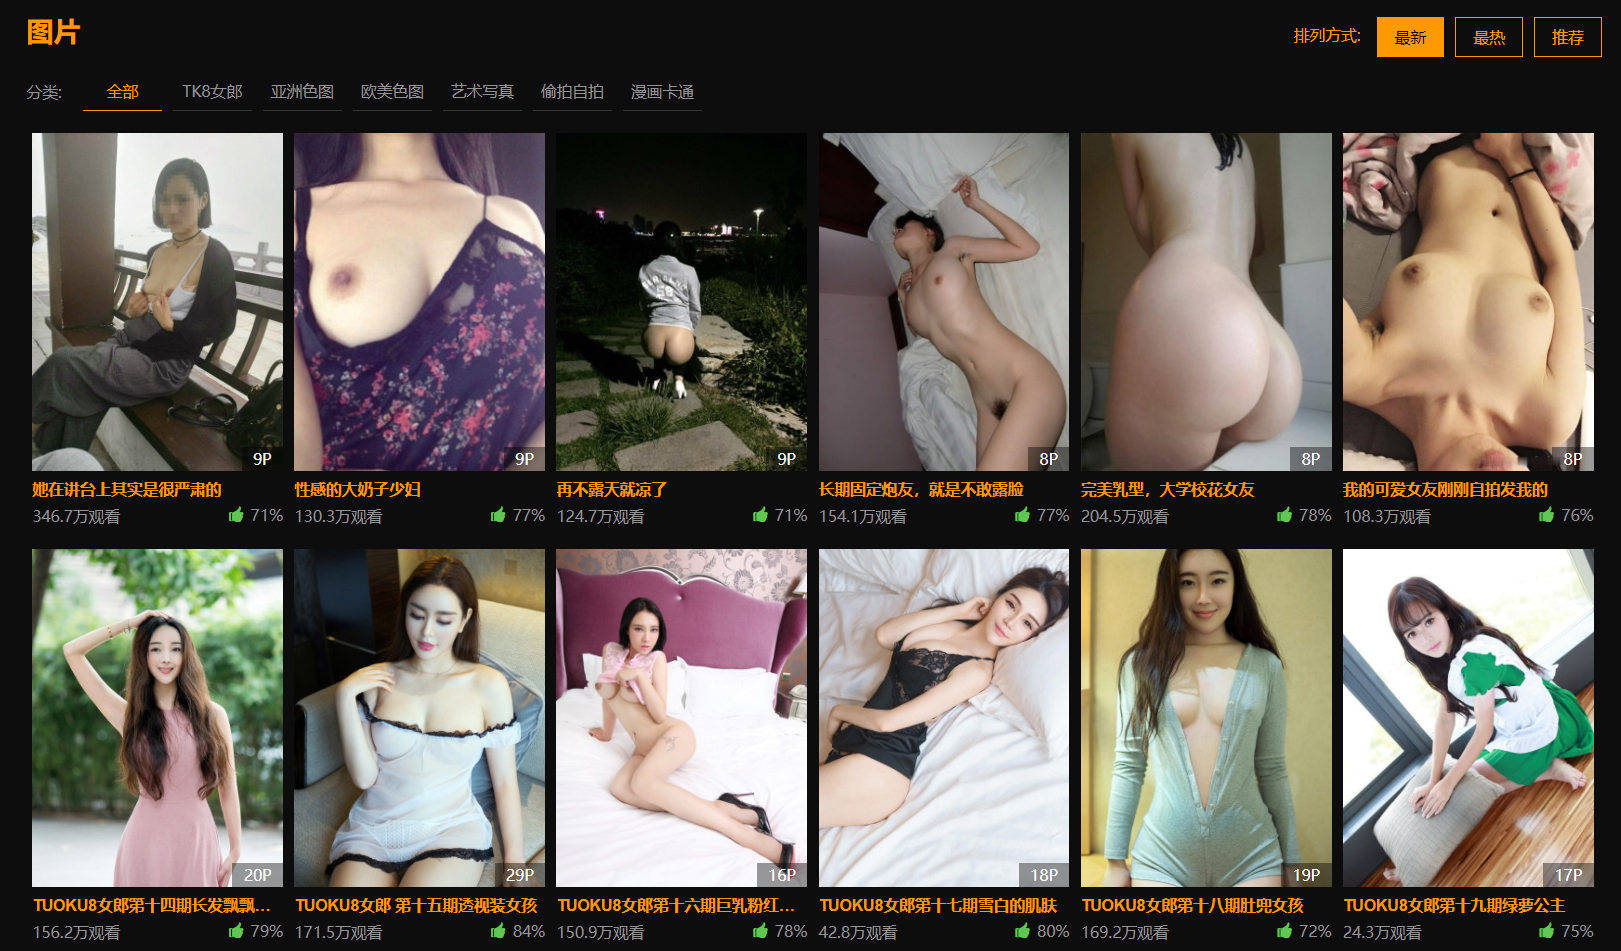 图片
排列方式: 最新 最热 推荐
分类: 全部 TK8女郎 亚洲色图 欧美色图 艺术写真 偷拍自拍 漫画卡通
9P 9P 9P 8P 8P 8P
她在讲台上其实是很严肃的 性感的大奶子少妇 再不露天就凉了 长期固定炮友，就是不敢露脸 完美乳型，大学校花女友 我的可爱女友刚刚自拍发我的
346.7万观看 71% 130.3万观看 77% 124.7万观看 71% 154.1万观看 77% 204.5万观看 78% 108.3万观看 76%
20P 29P 16P 18P 19P 17P
TUOKU8女郎第十四期长发飘飘... TUOKU8女郎 第十五期透视装女孩 TUOKU8女郎第十六期巨乳粉红... TUOKU8女郎第十七期雪白的肌肤 TUOKU8女郎第十八期肚兜女孩 TUOKU8女郎第十九期绿萝公主
156.2万观看 79% 171.5万观看 84% 150.9万观看 78% 42.8万观看 80% 169.2万观看 72% 24.3万观看 75%